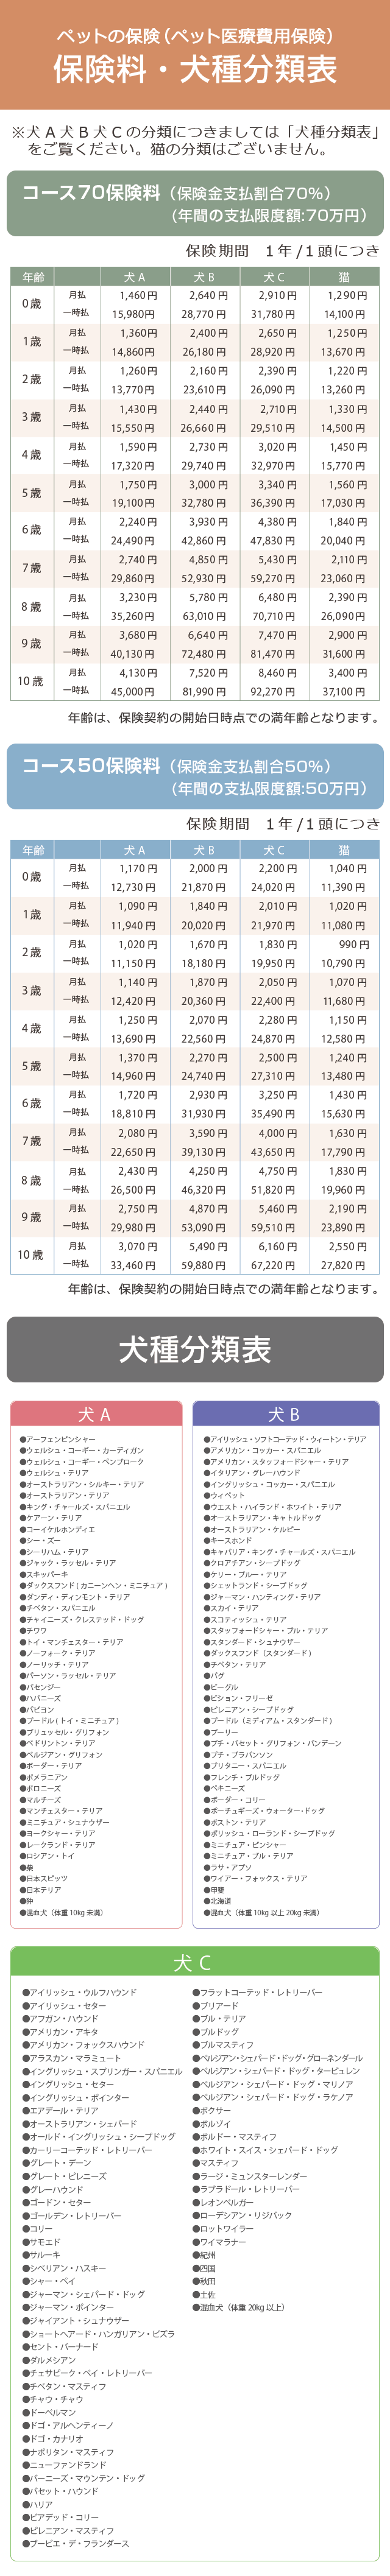 ペットの保険（ペット医療費用保険）
保険料・犬種分類表
※犬A犬B犬Cの分類につきましては「犬種分類表」
をご覧ください。猫の分類はございません。
コース70保険料（保険金支払割合70%）
（年間の支払限度額:70万円）
保険期間　1年/1頭につき
年齢 犬A 犬B 犬C 猫
0歳 月払 1,460円 2,640円 2,910円 1,290円
一時払 15,980円 28,770円 31,780円 14,100円
1歳 月払 1,360円 2,400円 2,650円 1,250円
一時払 14,860円 26,180円 28,920円 13,670円
2歳 月払 1,260円 2,160円 2,390円 1,220円
一時払 13,770円 23,610円 26,090円 13,260円
3歳 月払 1,430円 2,440円 2,710円 1,330円
一時払 15,550円 26,660円 29,510円 14,500円
4歳 月払 1,590円 2,730円 3,020円 1,450円
一時払 17,320円 29,740円 32,970円 15,770円
5歳 月払 1,750円 3,000円 3,340円 1,560円
一時払 19,100円 32,780円 36,390円 17,030円
6歳 月払 2,240円 3,930円 4,380円 1,840円
一時払 24,490円 42,860円 47,830円 20,040円
7歳 月払 2,740円 4,850円 5,430円 2,110円
一時払 29,860円 52,930円 59,270円 23,060円
8歳 月払 3,230円 5,780円 6,480円 2,390円
一時払 35,260円 63,010円 70,710円 26,090円
9歳 月払 3,680円 6,640円 7,470円 2,900円
一時払 40,130円 72,480円 81,470円 31,600円
10歳 月払 4,130円 7,520円 8,460円 3,400円
一時払 45,000円 81,990円 92,270円 37,100円
年齢は、保険契約の開始日時点での満年齢となります。
コース50保険料（保険金支払割合50%）
（年間の支払限度額:50万円）
保険期間　1年/1頭につき
年齢 犬A 犬B 犬C 猫
0歳 月払 1,170円 2,000円 2,200円 1,040円
一時払 12,730円 21,870円 24,020円 11,390円
1歳 月払 1,090円 1,840円 2,010円 1,020円
一時払 11,940円 20,020円 21,970円 11,080円
2歳 月払 1,020円 1,670円 1,830円 990円
一時払 11,150円 18,180円 19,950円 10,790円
3歳 月払 1,140円 1,870円 2,050円 1,070円
一時払 12,420円 20,360円 22,400円 11,680円
4歳 月払 1,250円 2,070円 2,280円 1,150円
一時払 13,690円 22,560円 24,870円 12,580円
5歳 月払 1,370円 2,270円 2,500円 1,240円
一時払 14,960円 24,740円 27,310円 13,480円
6歳 月払 1,720円 2,930円 3,250円 1,430円
一時払 18,810円 31,930円 35,490円 15,630円
7歳 月払 2,080円 3,590円 4,000円 1,630円
一時払 22,650円 39,130円 43,650円 17,790円
8歳 月払 2,430円 4,250円 4,750円 1,830円
一時払 26,500円 46,320円 51,820円 19,960円
9歳 月払 2,750円 4,870円 5,460円 2,190円
一時払 29,980円 53,090円 59,510円 23,890円
10歳 月払 3,070円 5,490円 6,160円 2,550円
一時払 33,460円 59,880円 67,220円 27,820円
年齢は、保険契約の開始日時点での満年齢となります。
犬種分類表
犬A
●アーフェンピンシャー
●ウェルシュ・コーギー・カーディガン
●ウェルシュ・コーギー・ペンブローク
●ウェルシュ・テリア
●オーストラリアン・シルキー・テリア
●オーストラリアン・テリア
●キング・チャールズ・スパニエル
●ケアーン・テリア
●コーイケルホンディエ
●シー・ズー
●シーリハム・テリア
●ジャック・ラッセル・テリア
●スキッパーキ
●ダックスフンド(カニーンヘン・ミニチュア)
●ダンディ・ディンモント・テリア
●チベタン・スパニエル
●チャイニーズ・クレステッド・ドッグ
●チワワ
●トイ・マンチェスター・テリア
●ノーフォーク・テリア
●ノーリッチ・テリア
●パーソン・ラッセル・テリア
●バセンジー
●ハバニーズ
●パピヨン
●プードル(トイ・ミニチュア)
●ブリュッセル・グリフォン
●ベドリントン・テリア
●ベルジアン・グリフォン
●ボーダー・テリア
●ポメラニアン
●ボロニーズ
●マルチーズ
●マンチェスター・テリア
●ミニチュア・シュナウザー
●ヨークシャー・テリア
●レークランド・テリア
●ロシアン・トイ
●柴
●日本スピッツ
●日本テリア
●狆
●混血犬（体重10kg未満）
犬B
●アイリッシュ・ソフトコーテッド・ウィートン・テリア
●アメリカン・コッカー・スパニエル
●アメリカン・スタッフォードシャー・テリア
●イタリアン・グレーハウンド
●イングリッシュ・コッカー・スパニエル
●ウィペット
●ウエスト・ハイランド・ホワイト・テリア
●オーストラリアン・キャトルドッグ
●オーストラリアン・ケルピー
●キースホンド
●キャバリア・キング・チャールズ・スパニエル
●クロアチアン・シープドッグ
●ケリー・ブルー・テリア
●シェットランド・シープドッグ
●ジャーマン・ハンティング・テリア
●スカイ・テリア
●スコティッシュ・テリア
●スタッフォードシャー・ブル・テリア
●スタンダード・シュナウザー
●ダックスフンド（スタンダード）
●チベタン・テリア
●パグ
●ビーグル
●ビション・フリーゼ
●ピレニアン・シープドッグ
●プードル（ミディアム・スタンダード）
●プーリー
●プチ・バセット・グリフォン・バンデーン
●プチ・ブラバンソン
●ブリタニー・スパニエル
●フレンチ・ブルドッグ
●ペキニーズ
●ボーダー・コリー
●ポーチュギーズ・ウォーター・ドッグ
●ボストン・テリア
●ポリッシュ・ローランド・シープドッグ
●ミニチュア・ピンシャー
●ミニチュア・ブル・テリア
●ラサ・アプソ
●ワイアー・フォックス・テリア
●甲斐
●北海道
●混血犬（体重10kg以上20kg未満）
犬C
●アイリッシュ・ウルフハウンド
●アイリッシュ・セター
●アフガン・ハウンド
●アメリカン・アキタ
●アメリカン・フォックスハウンド
●アラスカン・マラミュート
●イングリッシュ・スプリンガー・スパニエル
●イングリッシュ・セター
●イングリッシュ・ポインター
●エアデール・テリア
●オーストラリアン・シェパード
●オールド・イングリッシュ・シープドッグ
●カーリーコーテッド・レトリーバー
●グレート・デーン
●グレート・ピレニーズ
●グレーハウンド
●ゴードン・セター
●ゴールデン・レトリーバー
●コリー
●サモエド
●サルーキ
●シベリアン・ハスキー
●シャー・ペイ
●ジャーマン・シェパード・ドッグ
●ジャーマン・ポインター
●ジャイアント・シュナウザー
●ショートヘアード・ハンガリアン・ビズラ
●セント・バーナード
●ダルメシアン
●チェサピーク・ベイ・レトリーバー
●チベタン・マスティフ
●チャウ・チャウ
●ドーベルマン
●ドゴ・アルヘンティーノ
●ドゴ・カナリオ
●ナポリタン・マスティフ
●ニューファンドランド
●バーニーズ・マウンテン・ドッグ
●バセット・ハウンド
●ハリア
●ビアデッド・コリー
●ピレニアン・マスティフ
●ブービエ・デ・フランダース
●フラットコーテッド・レトリーバー
●ブリアード
●ブル・テリア
●ブルドッグ
●ブルマスティフ
●ベルジアン・シェパード・ドッグ・グローネンダール
●ベルジアン・シェパード・ドッグ・タービュレン
●ベルジアン・シェパード・ドッグ・マリノア
●ベルジアン・シェパード・ドッグ・ラケノア
●ボクサー
●ボルゾイ
●ボルドー・マスティフ
●ホワイト・スイス・シェパード・ドッグ
●マスティフ
●ラージ・ミュンスターレンダー
●ラブラドール・レトリーバー
●レオンベルガー
●ローデシアン・リジバック
●ロットワイラー
●ワイマラナー
●紀州
●四国
●秋田
●土佐
●混血犬（体重20kg以上）